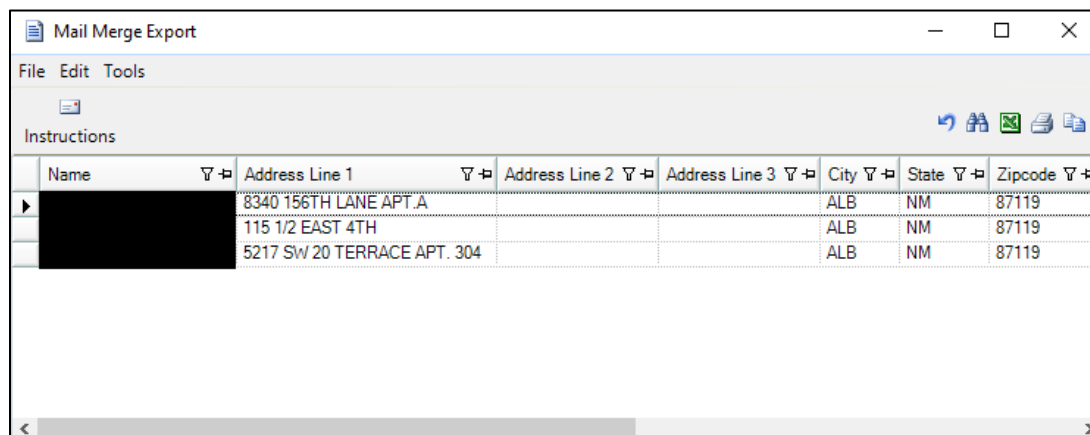 Mail Merge Export
File Edit Tools
Instructions
Name Address Line 1 Address Line 2 Address Line 3 City State Zipcode
8340 156TH LANE APT.A ALB NM 87119
115 1/2 EAST 4TH ALB NM 87119
5217 SW 20 TERRACE APT. 304 ALB NM 87119